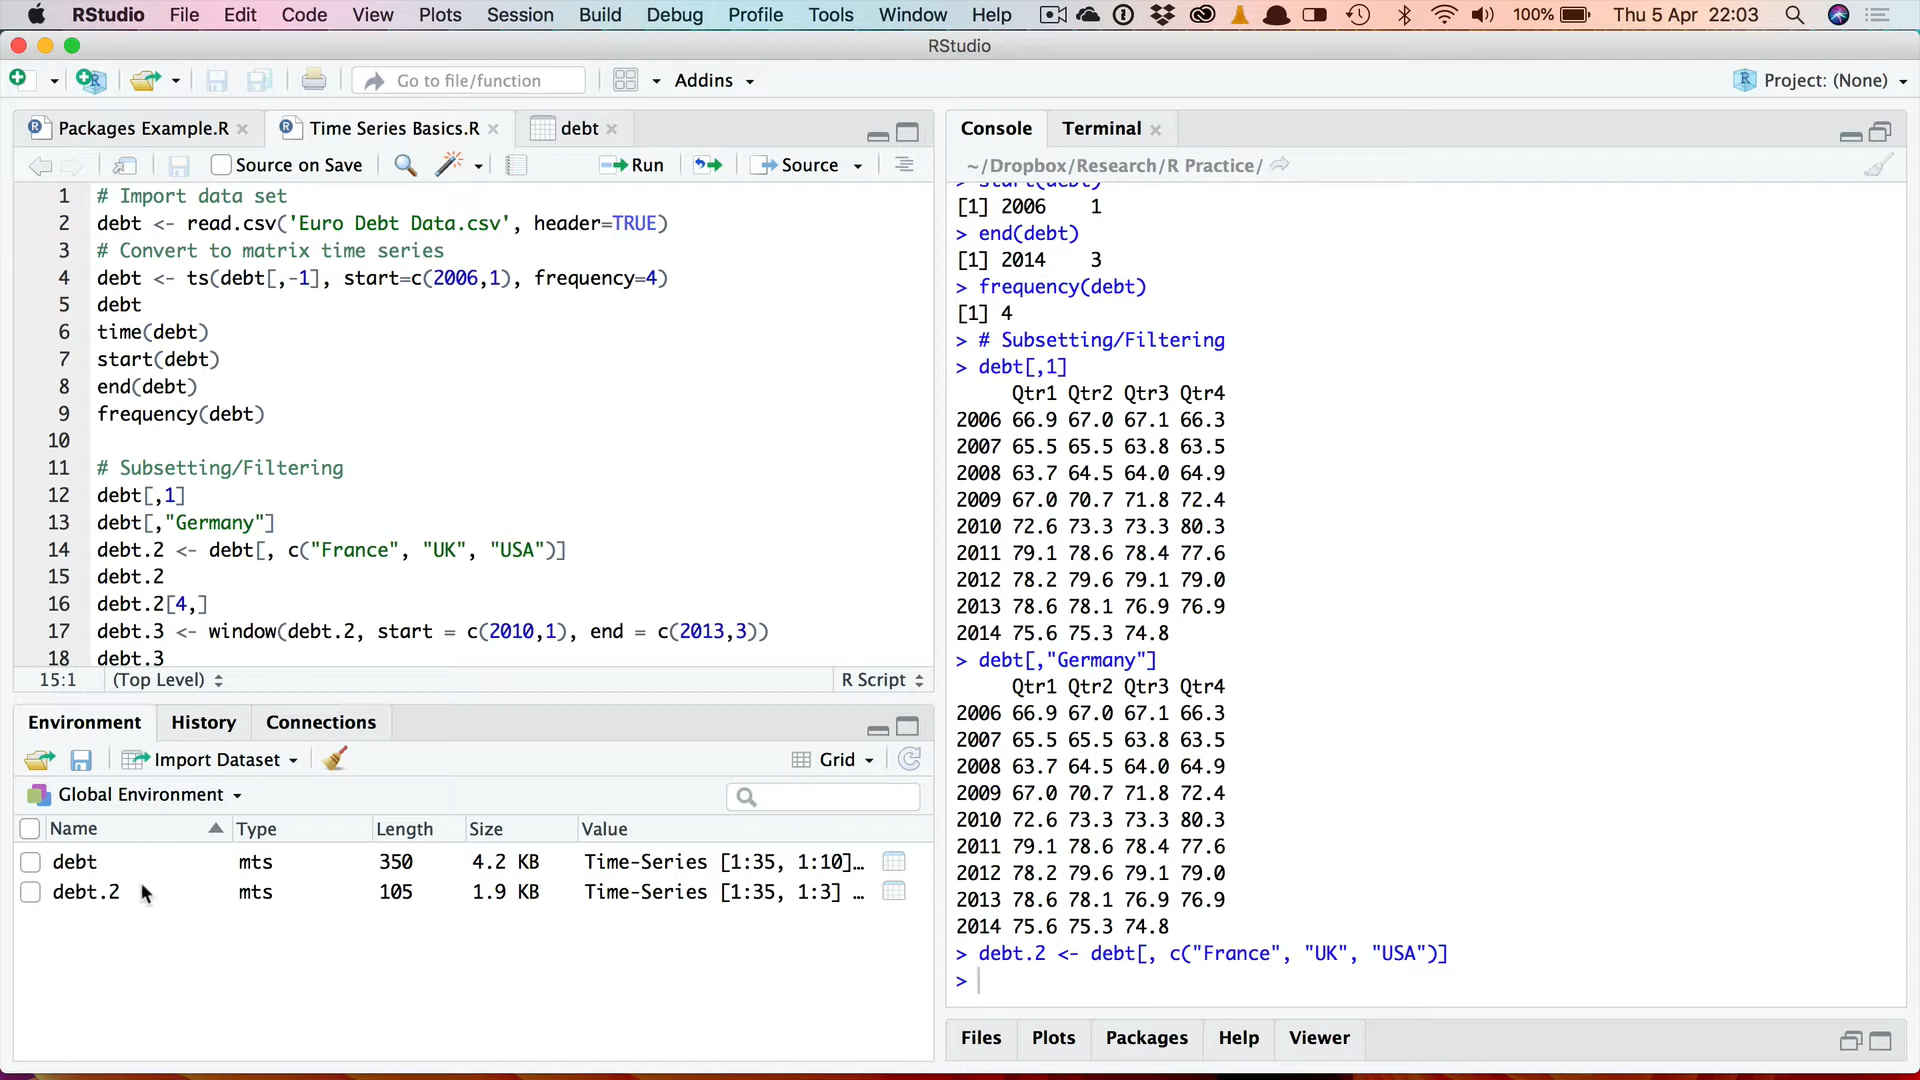 RStudio File Edit Code View Plots Session Build Debug Profile Tools Window Help 100% Thu 5 Apr 22:03
RStudio
Go to file/function Addins Project: (None)
Packages Example.R Time Series Basics.R debt
Source on Save Run Source
1 # Import data set
2 debt <- read.csv('Euro Debt Data.csv', header=TRUE)
3 # Convert to matrix time series
4 debt <- ts(debt[,-1], start=c(2006,1), frequency=4)
5 debt
6 time(debt)
7 start(debt)
8 end(debt)
9 frequency(debt)
10
11 # Subsetting/Filtering
12 debt[,1]
13 debt[,"Germany"]
14 debt.2 <- debt[, c("France", "UK", "USA")]
15 debt.2
16 debt.2[4,]
17 debt.3 <- window(debt.2, start = c(2010,1), end = c(2013,3))
18 debt.3
15:1 (Top Level) R Script
Environment History Connections
Import Dataset Grid
Global Environment
Name Type Length Size Value
debt mts 350 4.2 KB Time-Series [1:35, 1:10]…
debt.2 mts 105 1.9 KB Time-Series [1:35, 1:3] …
Console Terminal
~/Dropbox/Research/R Practice/
> start(debt)
[1] 2006 1
> end(debt)
[1] 2014 3
> frequency(debt)
[1] 4
> # Subsetting/Filtering
> debt[,1]
Qtr1 Qtr2 Qtr3 Qtr4
2006 66.9 67.0 67.1 66.3
2007 65.5 65.5 63.8 63.5
2008 63.7 64.5 64.0 64.9
2009 67.0 70.7 71.8 72.4
2010 72.6 73.3 73.3 80.3
2011 79.1 78.6 78.4 77.6
2012 78.2 79.6 79.1 79.0
2013 78.6 78.1 76.9 76.9
2014 75.6 75.3 74.8
> debt[,"Germany"]
Qtr1 Qtr2 Qtr3 Qtr4
2006 66.9 67.0 67.1 66.3
2007 65.5 65.5 63.8 63.5
2008 63.7 64.5 64.0 64.9
2009 67.0 70.7 71.8 72.4
2010 72.6 73.3 73.3 80.3
2011 79.1 78.6 78.4 77.6
2012 78.2 79.6 79.1 79.0
2013 78.6 78.1 76.9 76.9
2014 75.6 75.3 74.8
> debt.2 <- debt[, c("France", "UK", "USA")]
>
Files Plots Packages Help Viewer